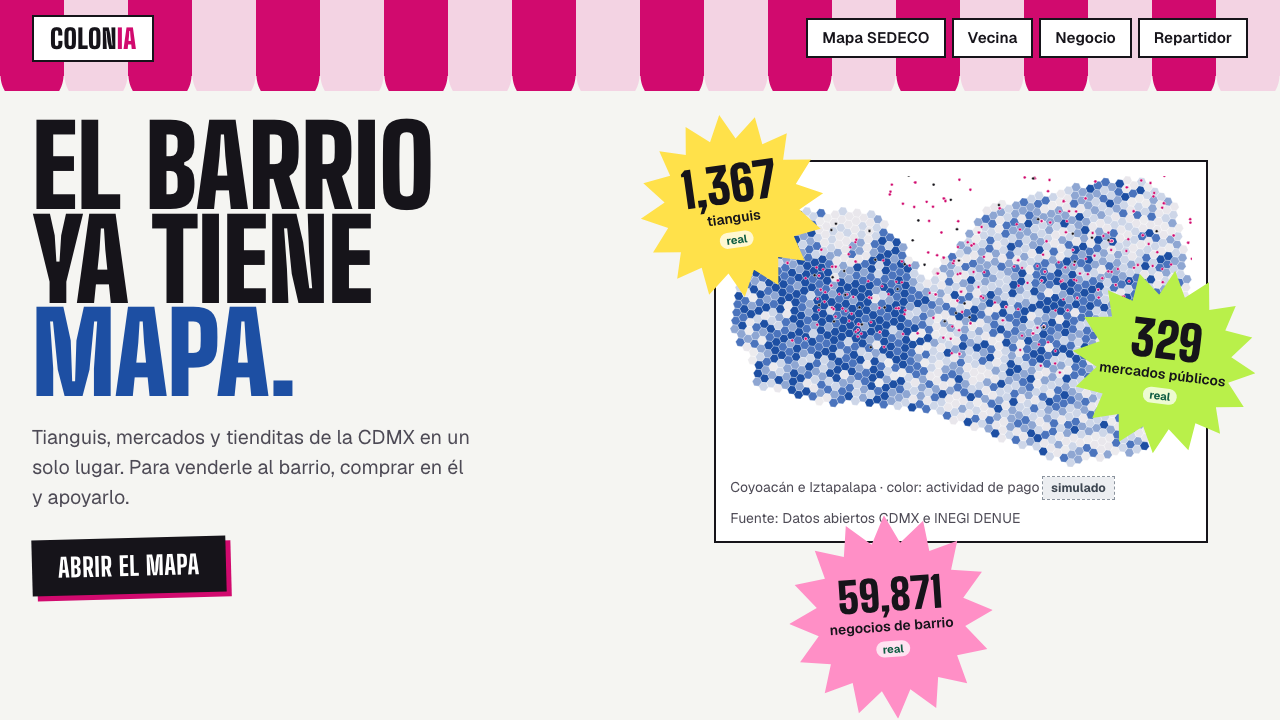 COLONIA
Mapa SEDECO
Vecina
Negocio
Repartidor
EL BARRIO
YA TIENE
MAPA.
Tianguis, mercados y tienditas de la CDMX en un
solo lugar. Para venderle al barrio, comprar en él
y apoyarlo.
ABRIR EL MAPA
1,367
tianguis
real
329
mercados públicos
real
Coyoacán e Iztapalapa · color: actividad de pago simulado
Fuente: Datos abiertos CDMX e INEGI DENUE
59,871
negocios de barrio
real